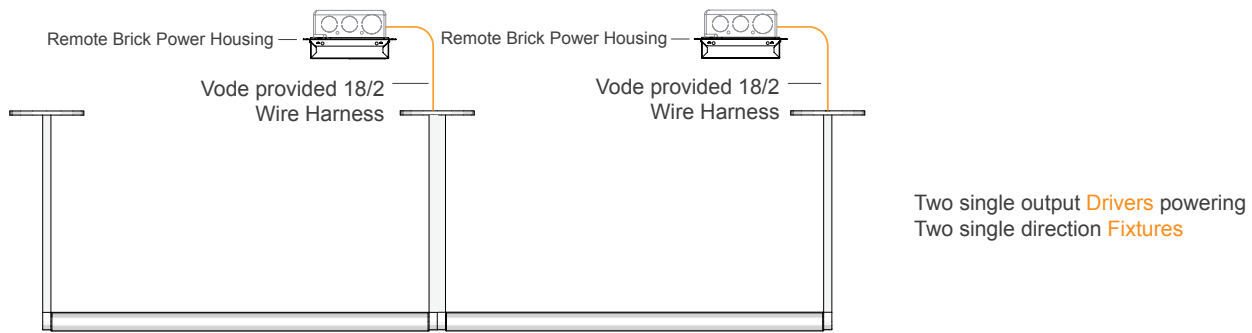 Remote Brick Power Housing
Remote Brick Power Housing
Vode provided 18/2
Wire Harness
Vode provided 18/2
Wire Harness
Two single output Drivers powering
Two single direction Fixtures